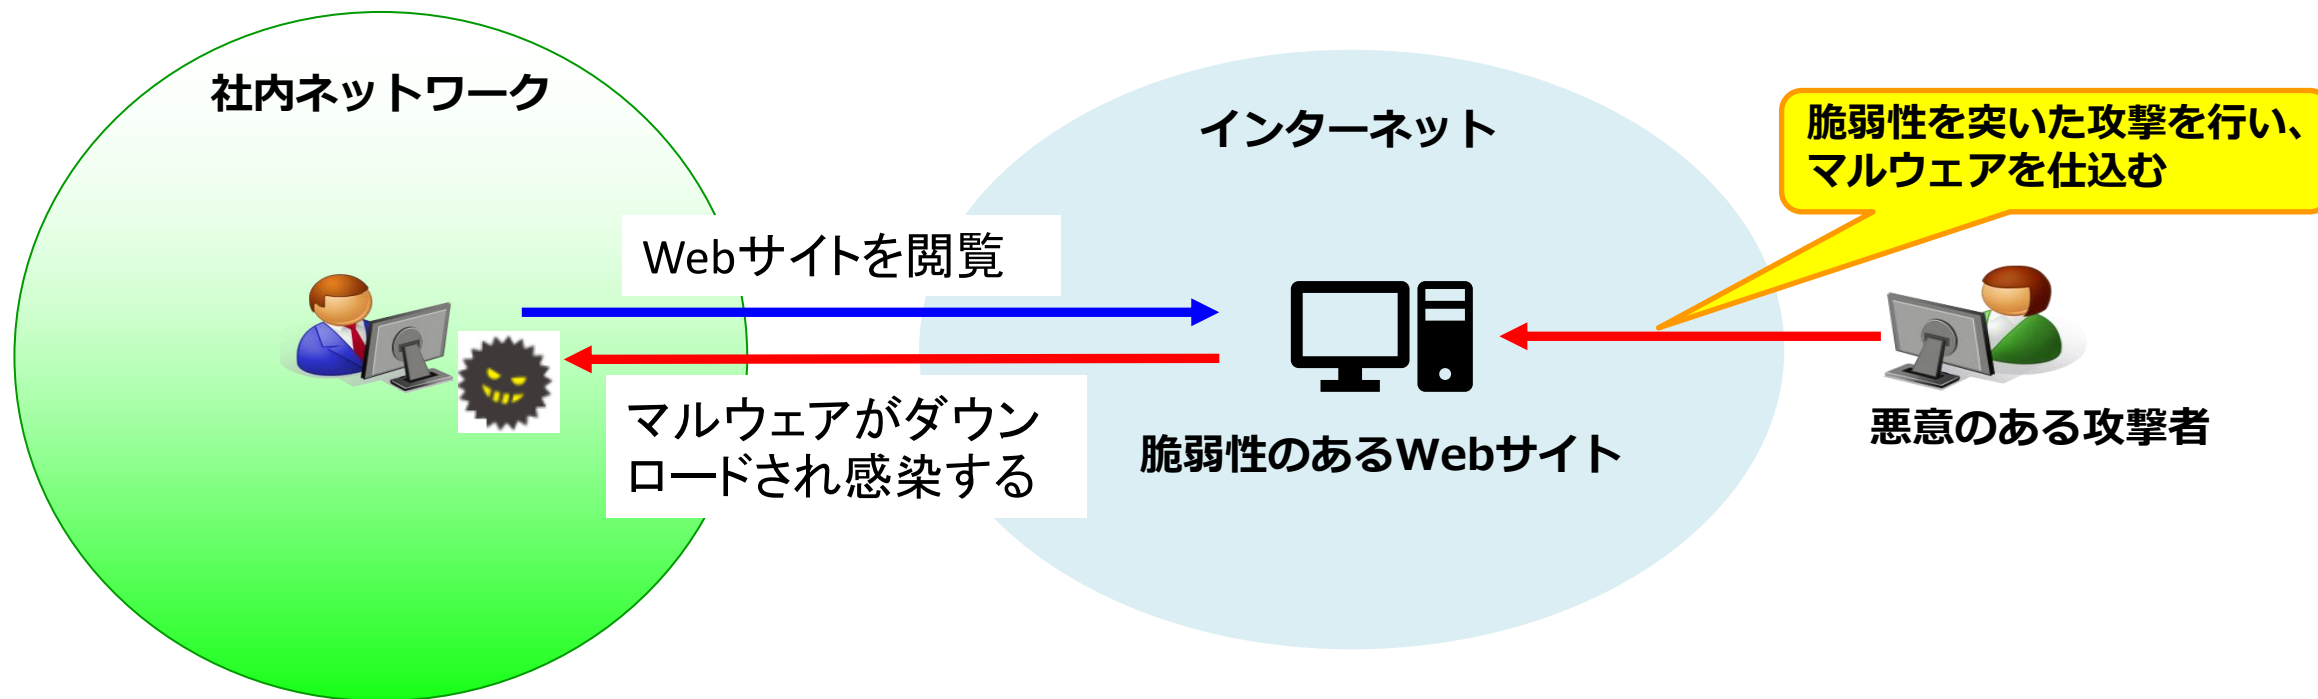 社内ネットワーク
インターネット
脆弱性を突いた攻撃を行い、
マルウェアを仕込む
Webサイトを閲覧
マルウェアがダウン
ロードされ感染する
脆弱性のあるWebサイト
悪意のある攻撃者